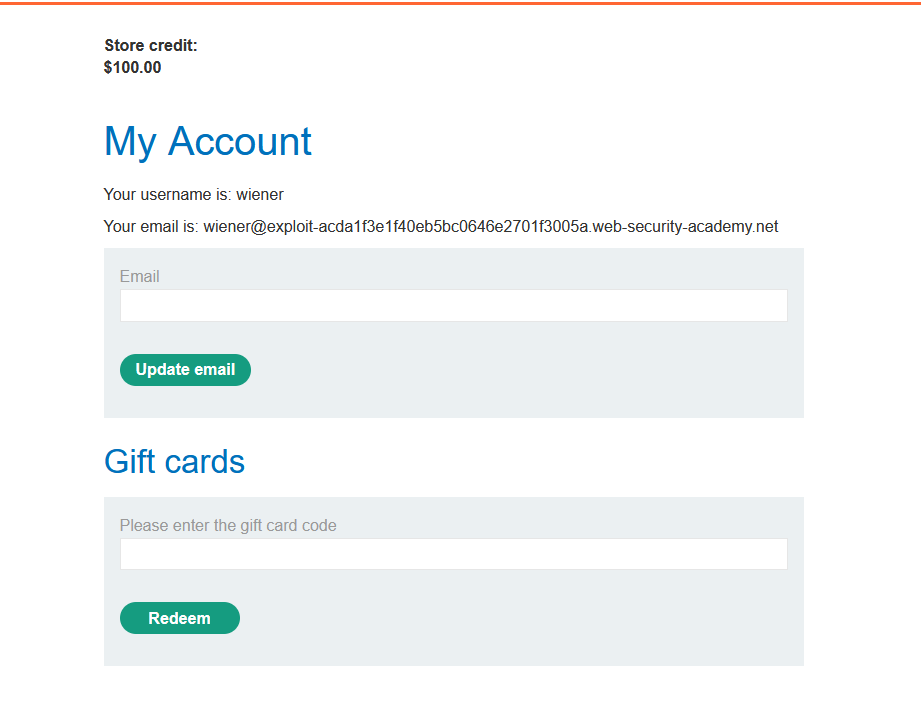 Store credit:
$100.00
My Account
Your username is: wiener
Your email is: wiener@exploit-acda1f3e1f40eb5bc0646e2701f3005a.web-security-academy.net
Email
Update email
Gift cards
Please enter the gift card code
Redeem